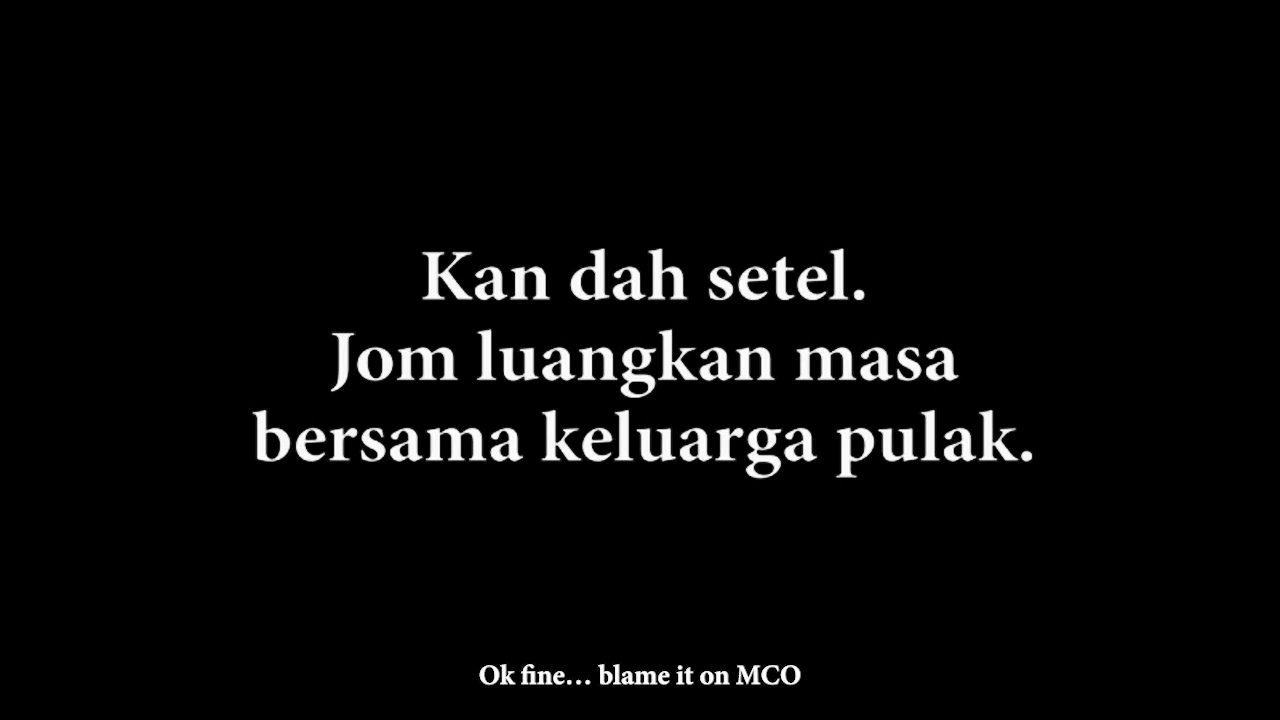 Kan dah setel.
Jom luangkan masa
bersama keluarga pulak.
Ok fine... blame it on MCO